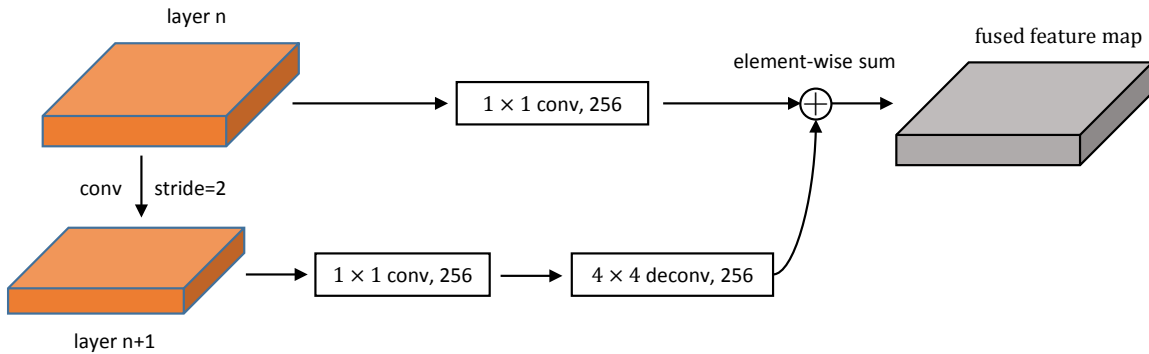 layer n
fused feature map
element-wise sum
1 × 1 conv, 256
conv
stride=2
1 × 1 conv, 256
4 × 4 deconv, 256
layer n+1